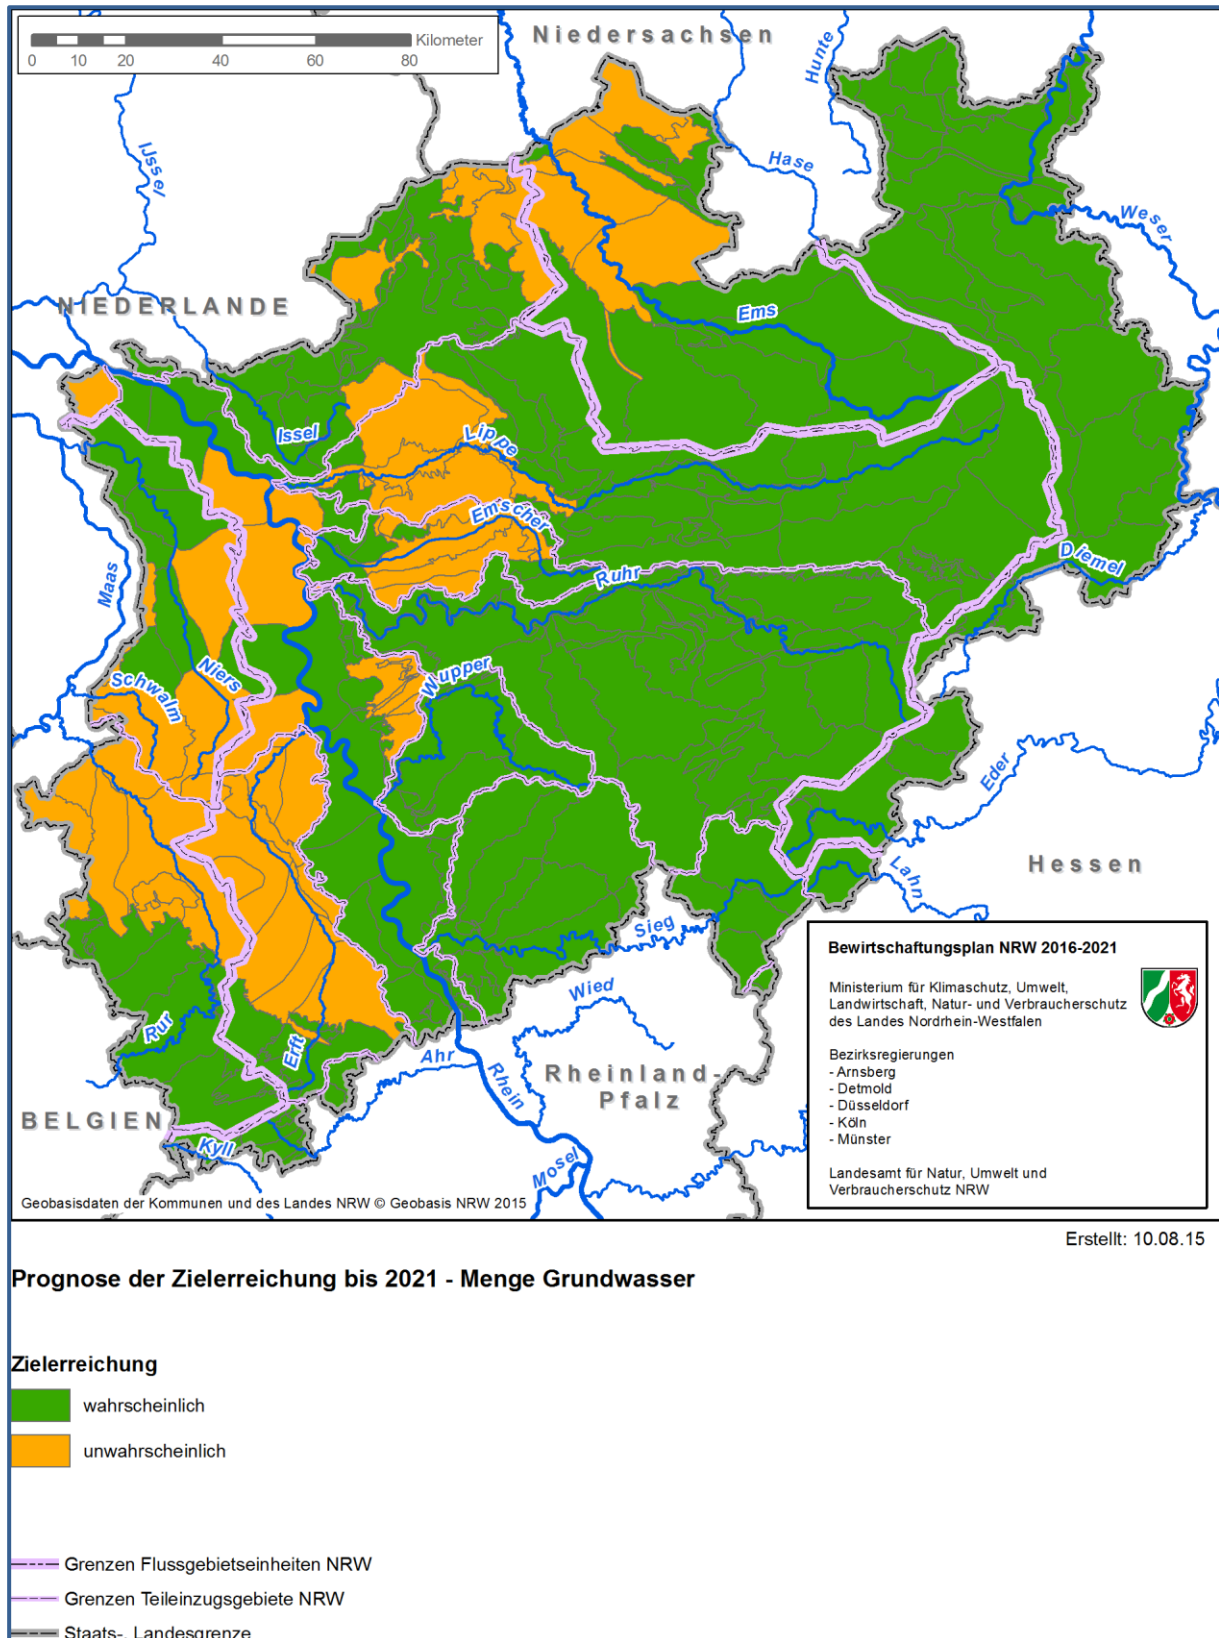 Kilometer
0 10 20 40 60 80
Niedersachsen
Hunte
IJssel
Hase
Weser
NIEDERLANDE
Ems
Issel
Lippe
Emscher
Maas
Ruhr
Diemel
Niers
Schwalm
Wupper
Eder
Hessen
Lahn
Sieg
Wied
Rur
Erft
Ahr
Rhein
Rheinland-
Pfalz
BELGIEN
Kyll
Mosel
Bewirtschaftungsplan NRW 2016-2021
Ministerium für Klimaschutz, Umwelt,
Landwirtschaft, Natur- und Verbraucherschutz
des Landes Nordrhein-Westfalen
Bezirksregierungen
- Arnsberg
- Detmold
- Düsseldorf
- Köln
- Münster
Landesamt für Natur, Umwelt und
Verbraucherschutz NRW
Geobasisdaten der Kommunen und des Landes NRW © Geobasis NRW 2015
Erstellt: 10.08.15
Prognose der Zielerreichung bis 2021 - Menge Grundwasser
Zielerreichung
wahrscheinlich
unwahrscheinlich
Grenzen Flussgebietseinheiten NRW
Grenzen Teileinzugsgebiete NRW
Staats-, Landesgrenze